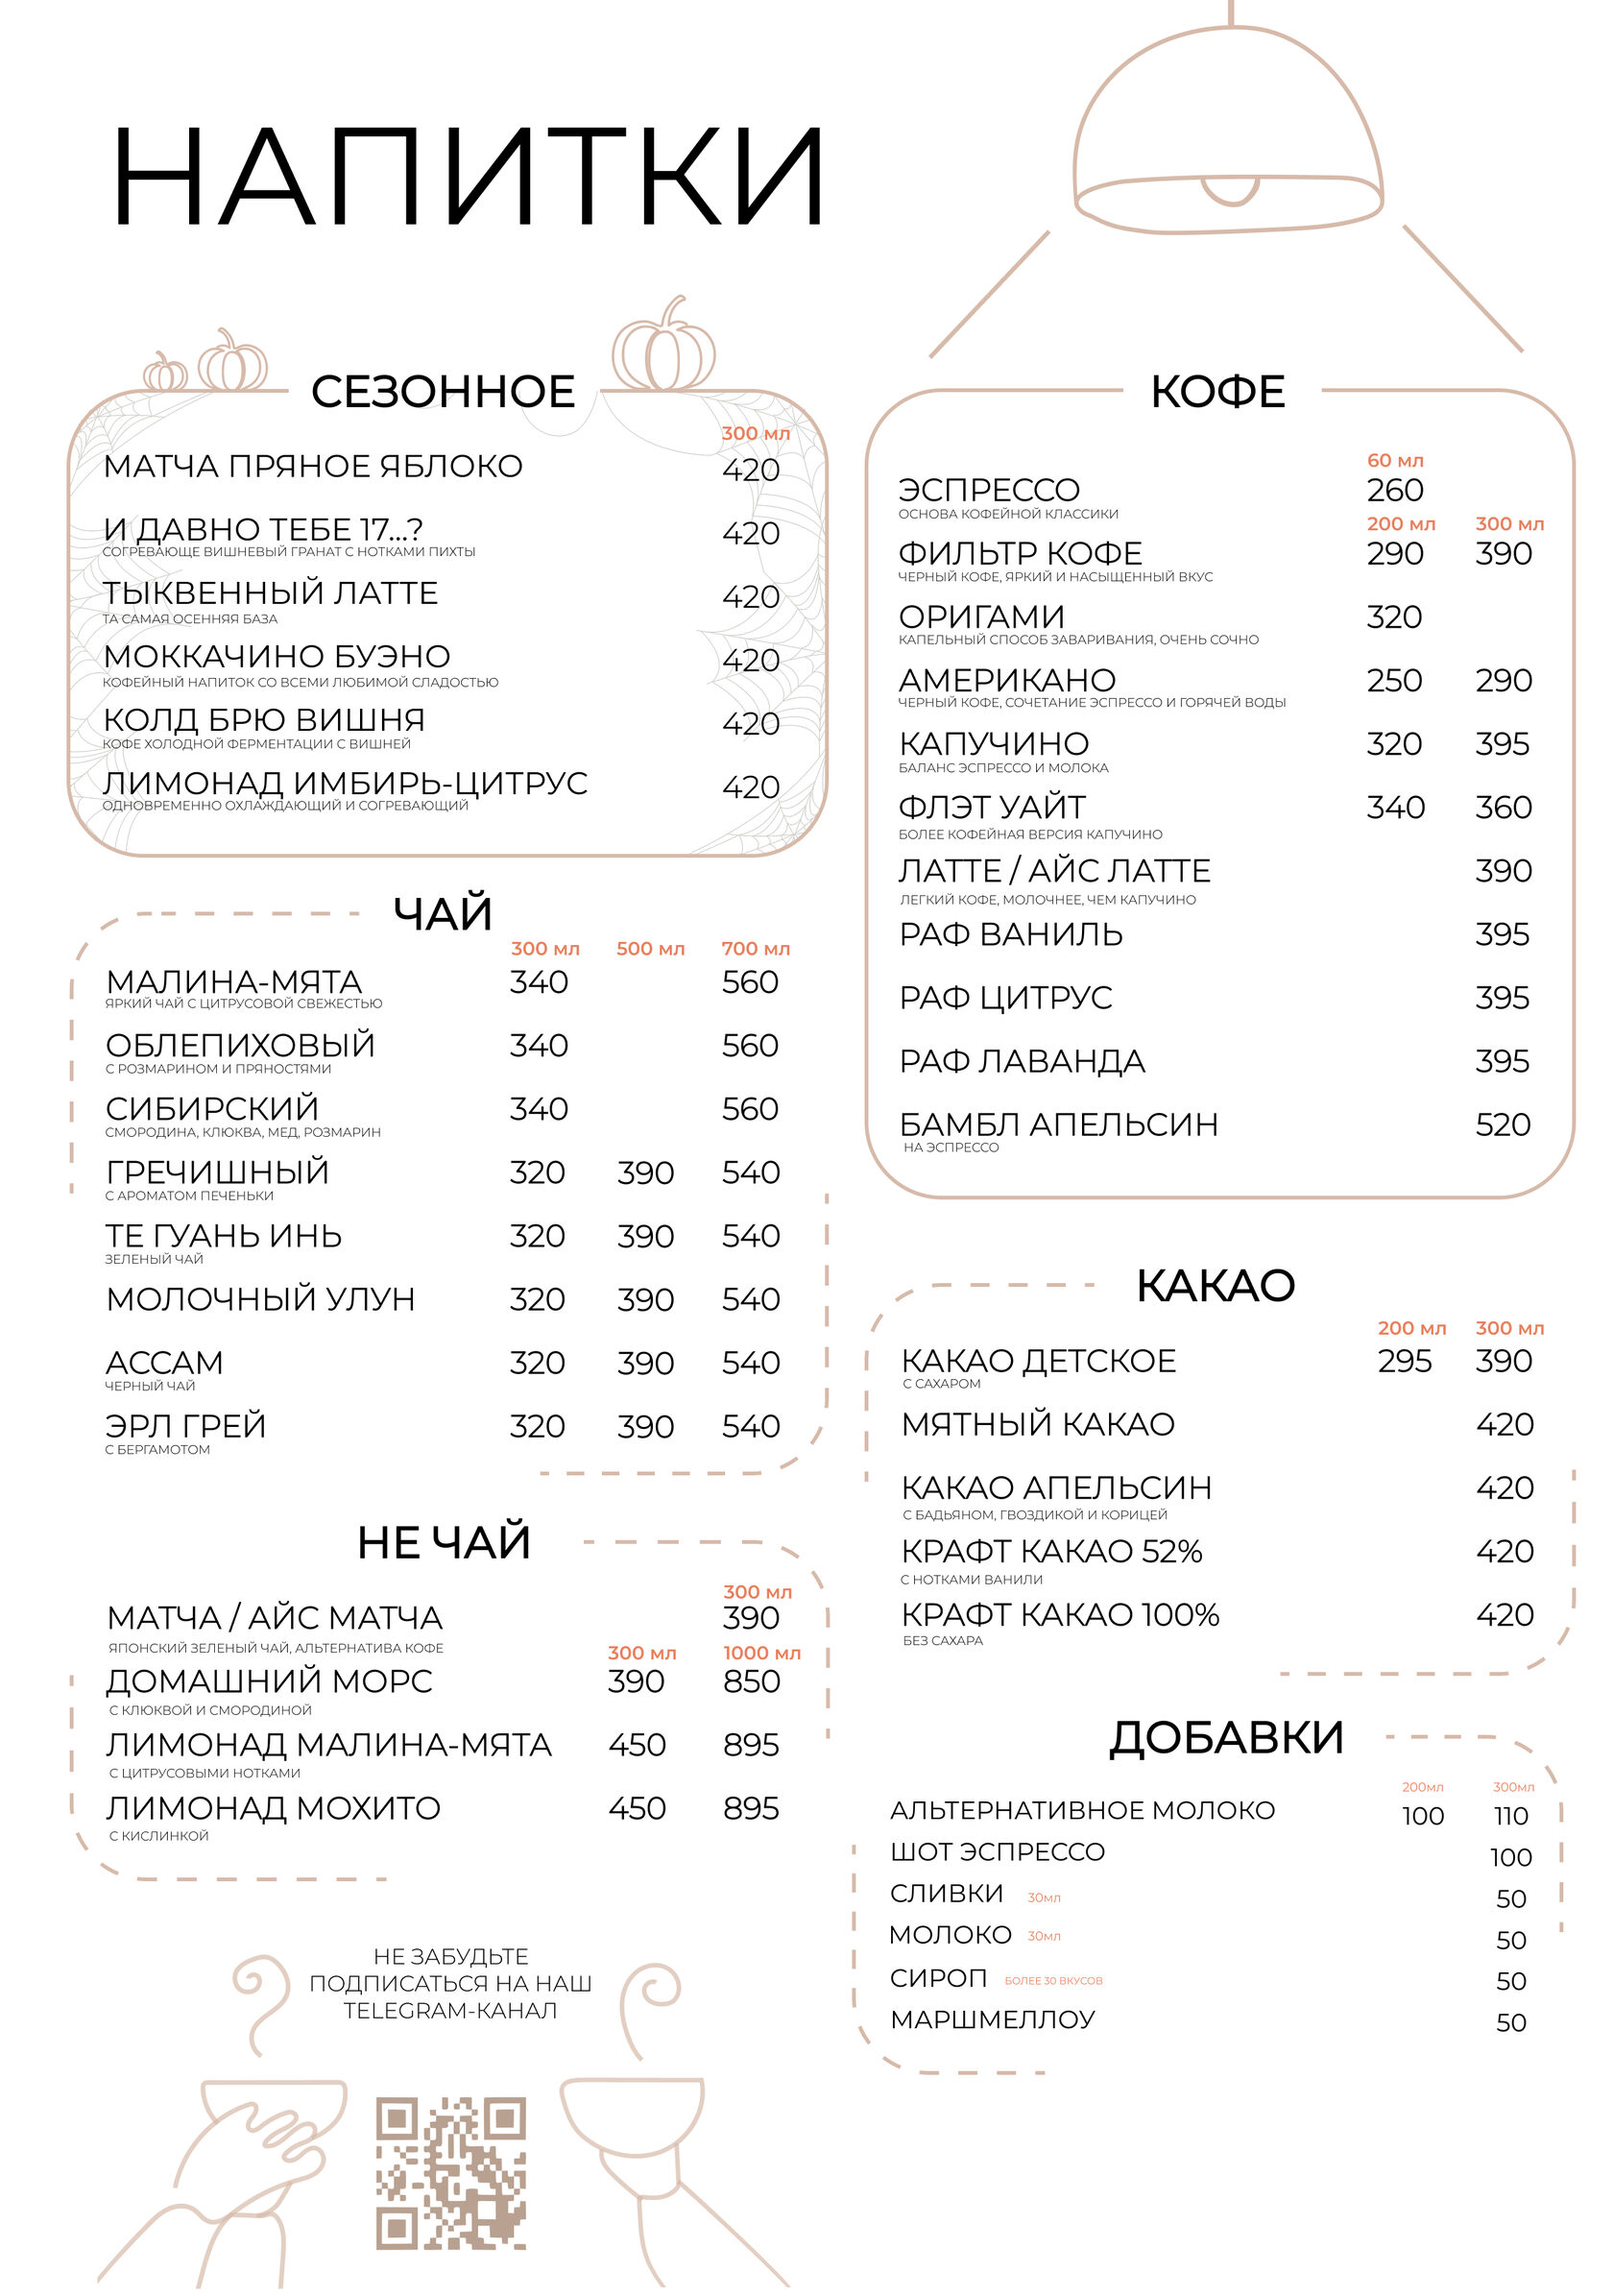 НАПИТКИ
СЕЗОННОЕ
300 мл
МАТЧА ПРЯНОЕ ЯБЛОКО 420
И ДАВНО ТЕБЕ 17...? 420
СОГРЕВАЮЩЕ ВИШНЕВЫЙ ГРАНАТ С НОТКАМИ ПИХТЫ
ТЫКВЕННЫЙ ЛАТТЕ 420
ТА САМАЯ ОСЕННЯЯ БАЗА
МОККАЧИНО БУЭНО 420
КОФЕЙНЫЙ НАПИТОК СО ВСЕМИ ЛЮБИМОЙ СЛАДОСТЬЮ
КОЛД БРЮ ВИШНЯ 420
КОФЕ ХОЛОДНОЙ ФЕРМЕНТАЦИИ С ВИШНЕЙ
ЛИМОНАД ИМБИРЬ-ЦИТРУС 420
ОДНОВРЕМЕННО ОХЛАЖДАЮЩИЙ И СОГРЕВАЮЩИЙ
ЧАЙ
300 мл 500 мл 700 мл
МАЛИНА-МЯТА 340 560
ЯРКИЙ ЧАЙ С ЦИТРУСОВОЙ СВЕЖЕСТЬЮ
ОБЛЕПИХОВЫЙ 340 560
С РОЗМАРИНОМ И ПРЯНОСТЯМИ
СИБИРСКИЙ 340 560
СМОРОДИНА, КЛЮКВА, МЕД, РОЗМАРИН
ГРЕЧИШНЫЙ 320 390 540
С АРОМАТОМ ПЕЧЕНЬКИ
ТЕ ГУАНЬ ИНЬ 320 390 540
ЗЕЛЕНЫЙ ЧАЙ
МОЛОЧНЫЙ УЛУН 320 390 540
АССАМ 320 390 540
ЧЕРНЫЙ ЧАЙ
ЭРЛ ГРЕЙ 320 390 540
С БЕРГАМОТОМ
НЕ ЧАЙ
300 мл
МАТЧА / АЙС МАТЧА 390
ЯПОНСКИЙ ЗЕЛЕНЫЙ ЧАЙ, АЛЬТЕРНАТИВА КОФЕ
300 мл 1000 мл
ДОМАШНИЙ МОРС 390 850
С КЛЮКВОЙ И СМОРОДИНОЙ
ЛИМОНАД МАЛИНА-МЯТА 450 895
С ЦИТРУСОВЫМИ НОТКАМИ
ЛИМОНАД МОХИТО 450 895
С КИСЛИНКОЙ
НЕ ЗАБУДЬТЕ
ПОДПИСАТЬСЯ НА НАШ
TELEGRAM-КАНАЛ
КОФЕ
60 мл
ЭСПРЕССО 260
ОСНОВА КОФЕЙНОЙ КЛАССИКИ
200 мл 300 мл
ФИЛЬТР КОФЕ 290 390
ЧЕРНЫЙ КОФЕ, ЯРКИЙ И НАСЫЩЕННЫЙ ВКУС
ОРИГАМИ 320
КАПЕЛЬНЫЙ СПОСОБ ЗАВАРИВАНИЯ, ОЧЕНЬ СОЧНО
АМЕРИКАНО 250 290
ЧЕРНЫЙ КОФЕ, СОЧЕТАНИЕ ЭСПРЕССО И ГОРЯЧЕЙ ВОДЫ
КАПУЧИНО 320 395
БАЛАНС ЭСПРЕССО И МОЛОКА
ФЛЭТ УАЙТ 340 360
БОЛЕЕ КОФЕЙНАЯ ВЕРСИЯ КАПУЧИНО
ЛАТТЕ / АЙС ЛАТТЕ 390
ЛЕГКИЙ КОФЕ, МОЛОЧНЕЕ, ЧЕМ КАПУЧИНО
РАФ ВАНИЛЬ 395
РАФ ЦИТРУС 395
РАФ ЛАВАНДА 395
БАМБЛ АПЕЛЬСИН 520
НА ЭСПРЕССО
КАКАО
200 мл 300 мл
КАКАО ДЕТСКОЕ 295 390
С САХАРОМ
МЯТНЫЙ КАКАО 420
КАКАО АПЕЛЬСИН 420
С БАДЬЯНОМ, ГВОЗДИКОЙ И КОРИЦЕЙ
КРАФТ КАКАО 52% 420
С НОТКАМИ ВАНИЛИ
КРАФТ КАКАО 100% 420
БЕЗ САХАРА
ДОБАВКИ
200мл 300мл
АЛЬТЕРНАТИВНОЕ МОЛОКО 100 110
ШОТ ЭСПРЕССО 100
СЛИВКИ 30мл 50
МОЛОКО 30мл 50
СИРОП БОЛЕЕ 30 ВКУСОВ 50
МАРШМЕЛЛОУ 50